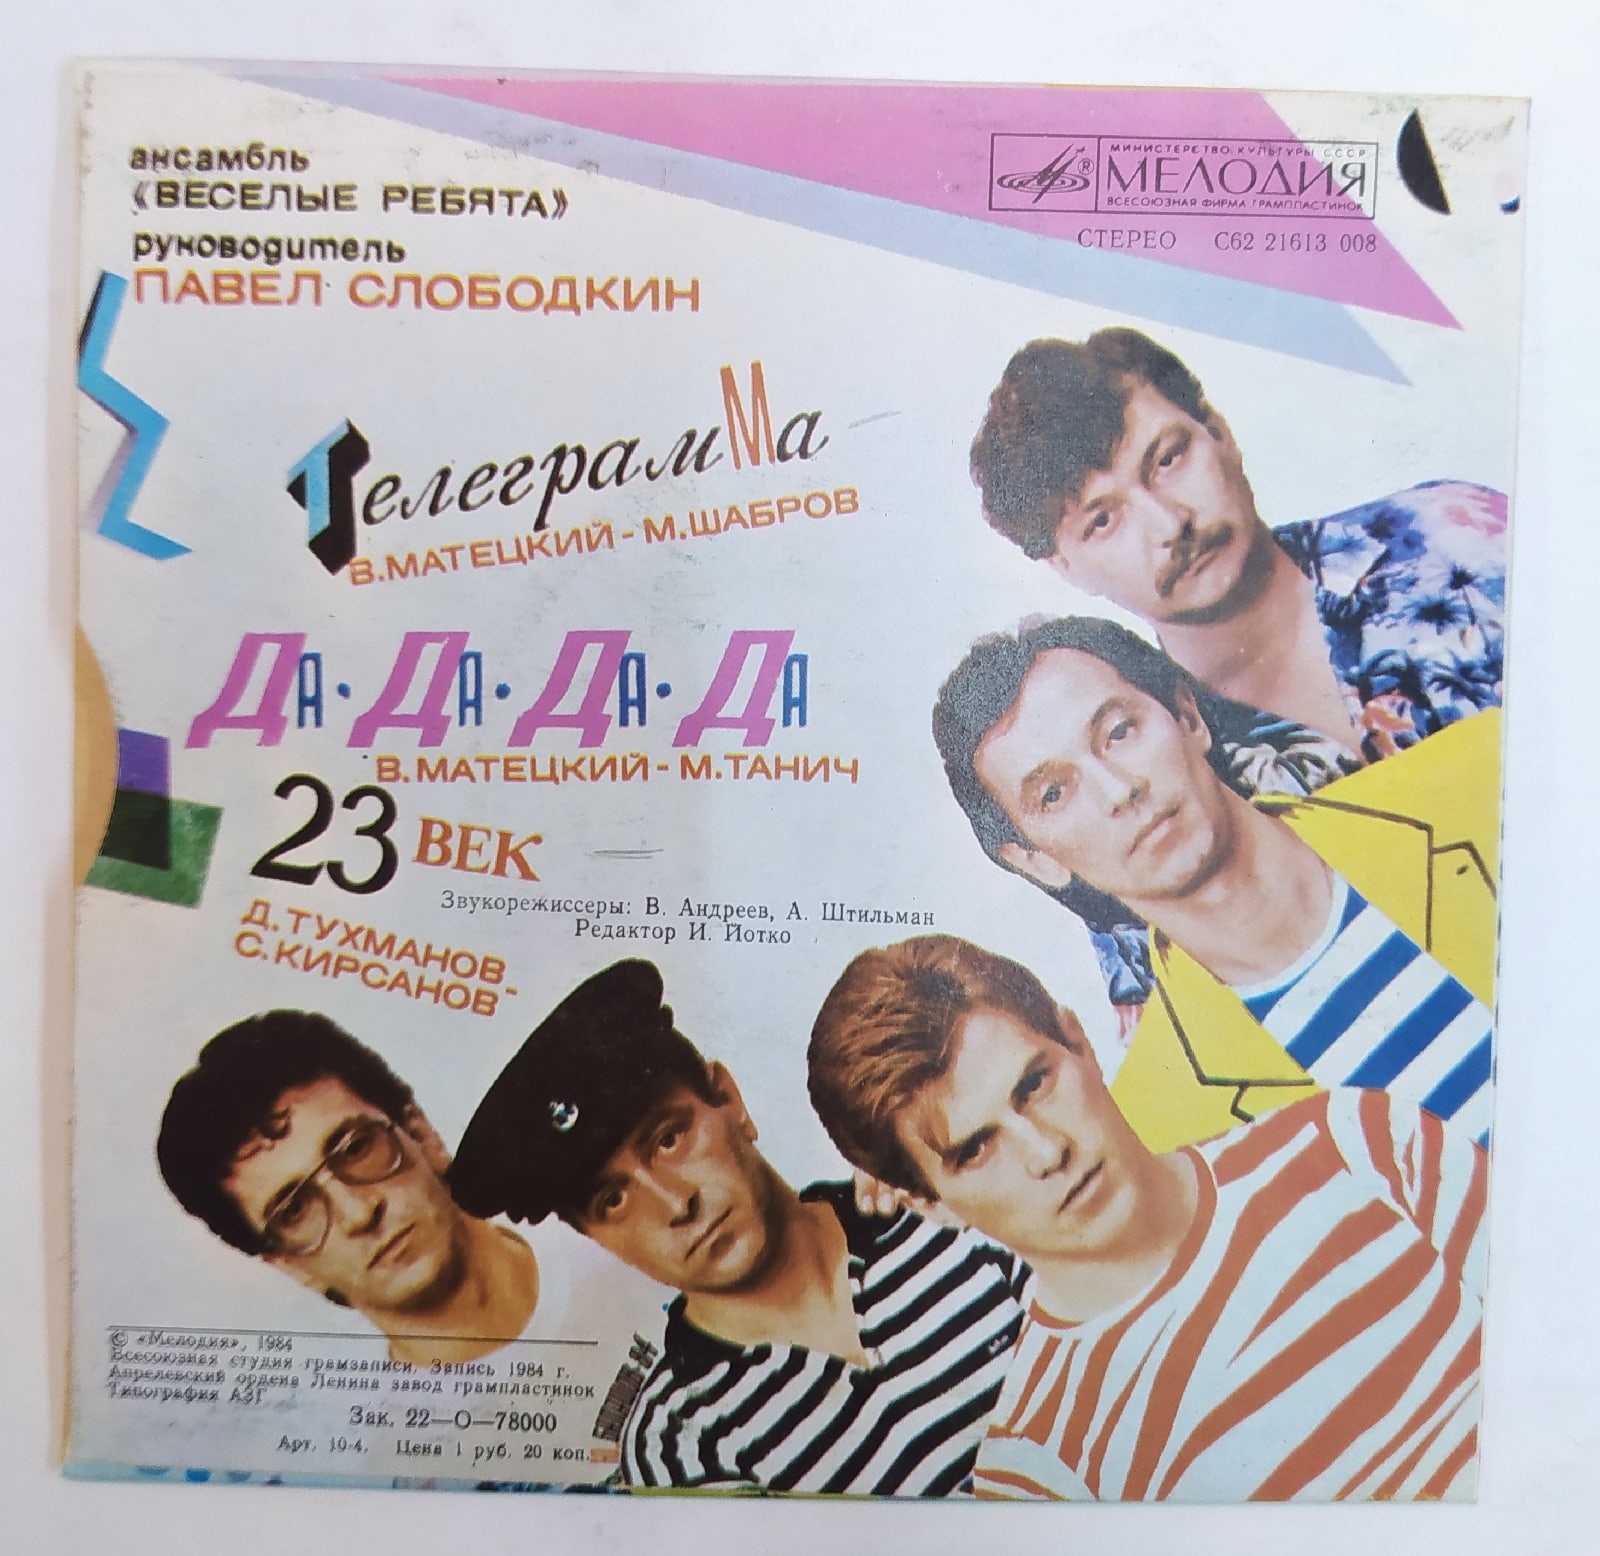 ансамбль
«ВЕСЕЛЫЕ РЕБЯТА»
руководитель
ПАВЕЛ СЛОБОДКИН
МИНИСТЕРСТВО КУЛЬТУРЫ СССР
МЕЛОДИЯ
®
ВСЕСОЮЗНАЯ ФИРМА ГРАМПЛАСТИНОК
СТЕРЕО С62 21613 008
ТелеграмМа
В.МАТЕЦКИЙ-М.ШАБРОВ
ДА·ДА·ДА·ДА
В.МАТЕЦКИЙ-М.ТАНИЧ
23 ВЕК
Д.ТУХМАНОВ-
С.КИРСАНОВ
Звукорежиссеры: В. Андреев, А. Штильман
Редактор И. Йотко
© «Мелодия», 1984
Всесоюзная студия грамзаписи. Запись 1984 г.
Апрелевский ордена Ленина завод грампластинок
Типография АЗГ
Зак. 22—О—78000
Арт. 10-4. Цена 1 руб. 20 коп.